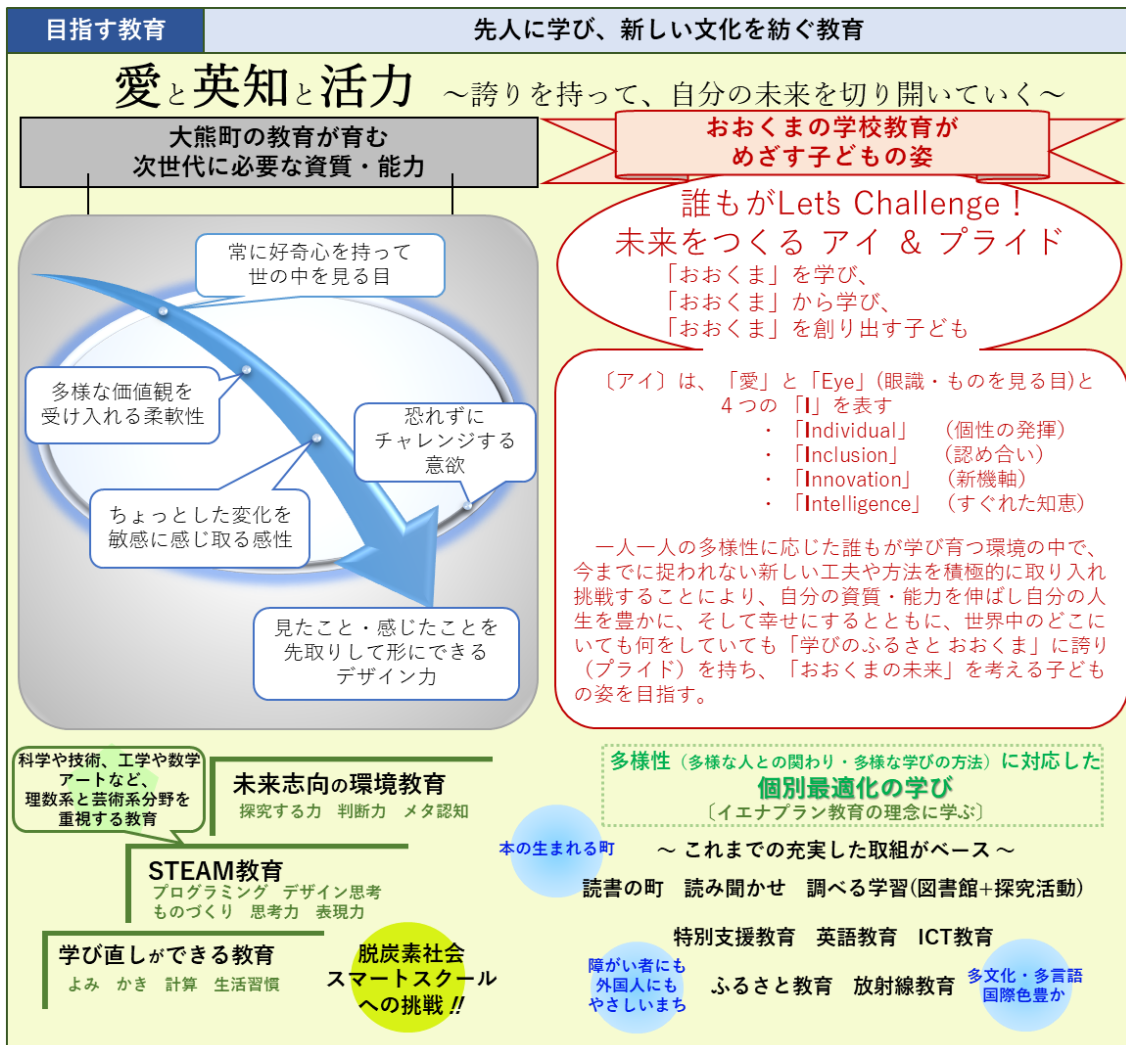 目指す教育
先人に学び、新しい文化を紡ぐ教育
愛と英知と活力 ～誇りを持って、自分の未来を切り開いていく～
大熊町の教育が育む
次世代に必要な資質・能力
常に好奇心を持って
世の中を見る目
多様な価値観を
受け入れる柔軟性
恐れずに
チャレンジする
意欲
ちょっとした変化を
敏感に感じ取る感性
見たこと・感じたことを
先取りして形にできる
デザイン力
おおくまの学校教育が
めざす子どもの姿
誰もがLet's Challenge！
未来をつくる アイ & プライド
「おおくま」を学び、
「おおくま」から学び、
「おおくま」を創り出す子ども
〔アイ〕は、「愛」と「Eye」(眼識・ものを見る目)と
4つの 「I」を表す
・ 「Individual」 （個性の発揮）
・ 「Inclusion」 （認め合い）
・ 「Innovation」 （新機軸）
・ 「Intelligence」 （すぐれた知恵）
一人一人の多様性に応じた誰もが学び育つ環境の中で、
今までに捉われない新しい工夫や方法を積極的に取り入れ
挑戦することにより、自分の資質・能力を伸ばし自分の人
生を豊かに、そして幸せにするとともに、世界中のどこに
いても何をしていても「学びのふるさと おおくま」に誇り
（プライド）を持ち、「おおくまの未来」を考える子ども
の姿を目指す。
科学や技術、工学や数学
アートなど、
理数系と芸術系分野を
重視する教育
未来志向の環境教育
探究する力 判断力 メタ認知
STEAM教育
プログラミング デザイン思考
ものづくり 思考力 表現力
学び直しができる教育
よみ かき 計算 生活習慣
脱炭素社会
スマートスクール
への挑戦 !!
多様性（多様な人との関わり・多様な学びの方法）に対応した
個別最適化の学び
〔イエナプラン教育の理念に学ぶ〕
本の生まれる町
～ これまでの充実した取組がベース ～
読書の町 読み聞かせ 調べる学習(図書館+探究活動)
特別支援教育 英語教育 ICT教育
障がい者にも
外国人にも
やさしいまち
ふるさと教育 放射線教育
多文化・多言語
国際色豊か